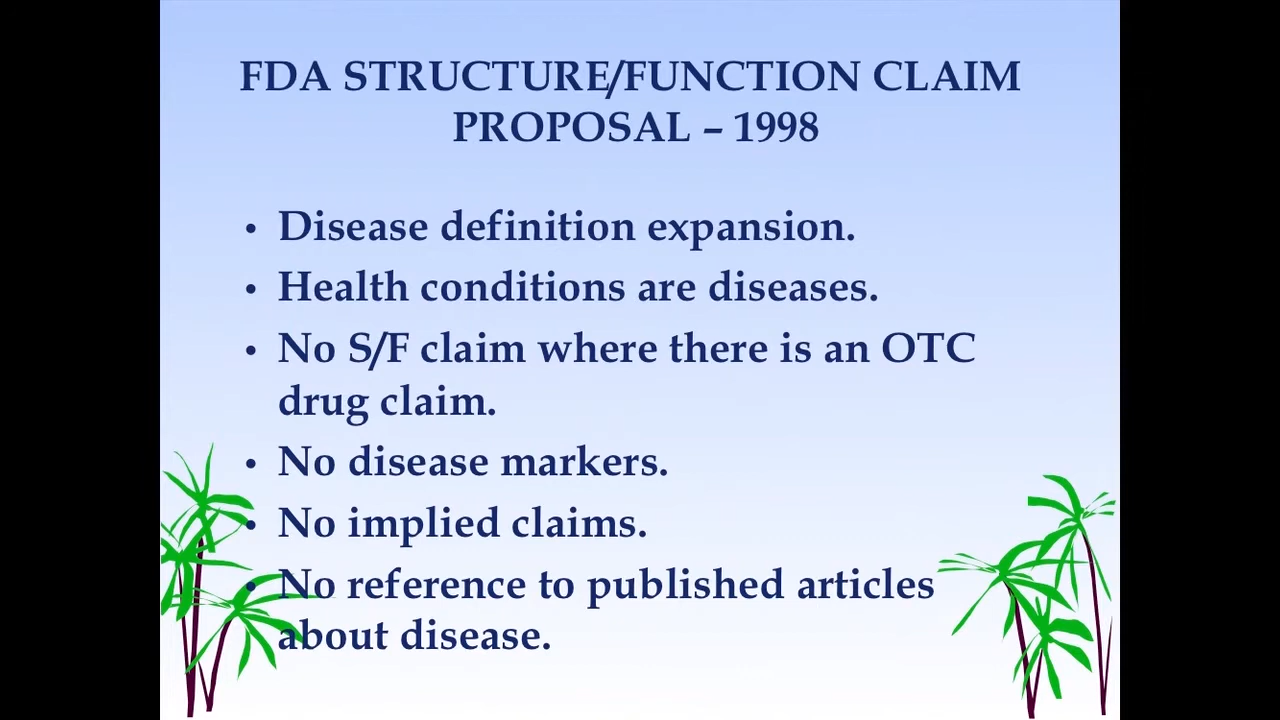 FDA STRUCTURE/FUNCTION CLAIM
PROPOSAL – 1998
• Disease definition expansion.
• Health conditions are diseases.
• No S/F claim where there is an OTC
drug claim.
• No disease markers.
• No implied claims.
• No reference to published articles
about disease.